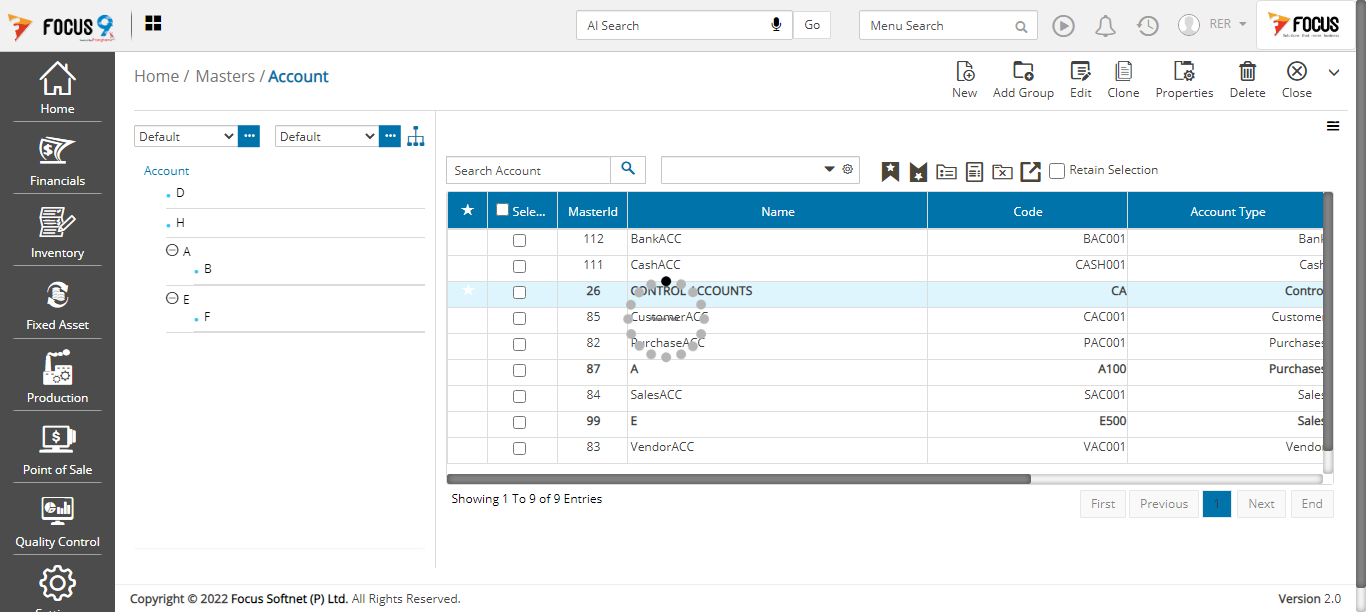 FOCUS 9
AI Search
Go
Menu Search
RER
FOCUS
Home / Masters / Account
New
Add Group
Edit
Clone
Properties
Delete
Close
Home
Financials
Inventory
Fixed Asset
Production
Point of Sale
Quality Control
Default
Default
Account
D
H
A
B
E
F
Search Account
Retain Selection
Sele... MasterId Name Code Account Type
112 BankACC BAC001 Bank
111 CashACC CASH001 Cash
26 CONTROL ACCOUNTS CA Contro
85 CustomerACC CAC001 Customer
82 PurchaseACC PAC001 Purchases
87 A A100 Purchases
84 SalesACC SAC001 Sales
99 E E500 Sales
83 VendorACC VAC001 Vendo
Showing 1 To 9 of 9 Entries
First
Previous
1
Next
End
Copyright © 2022 Focus Softnet (P) Ltd. All Rights Reserved.
Version 2.0